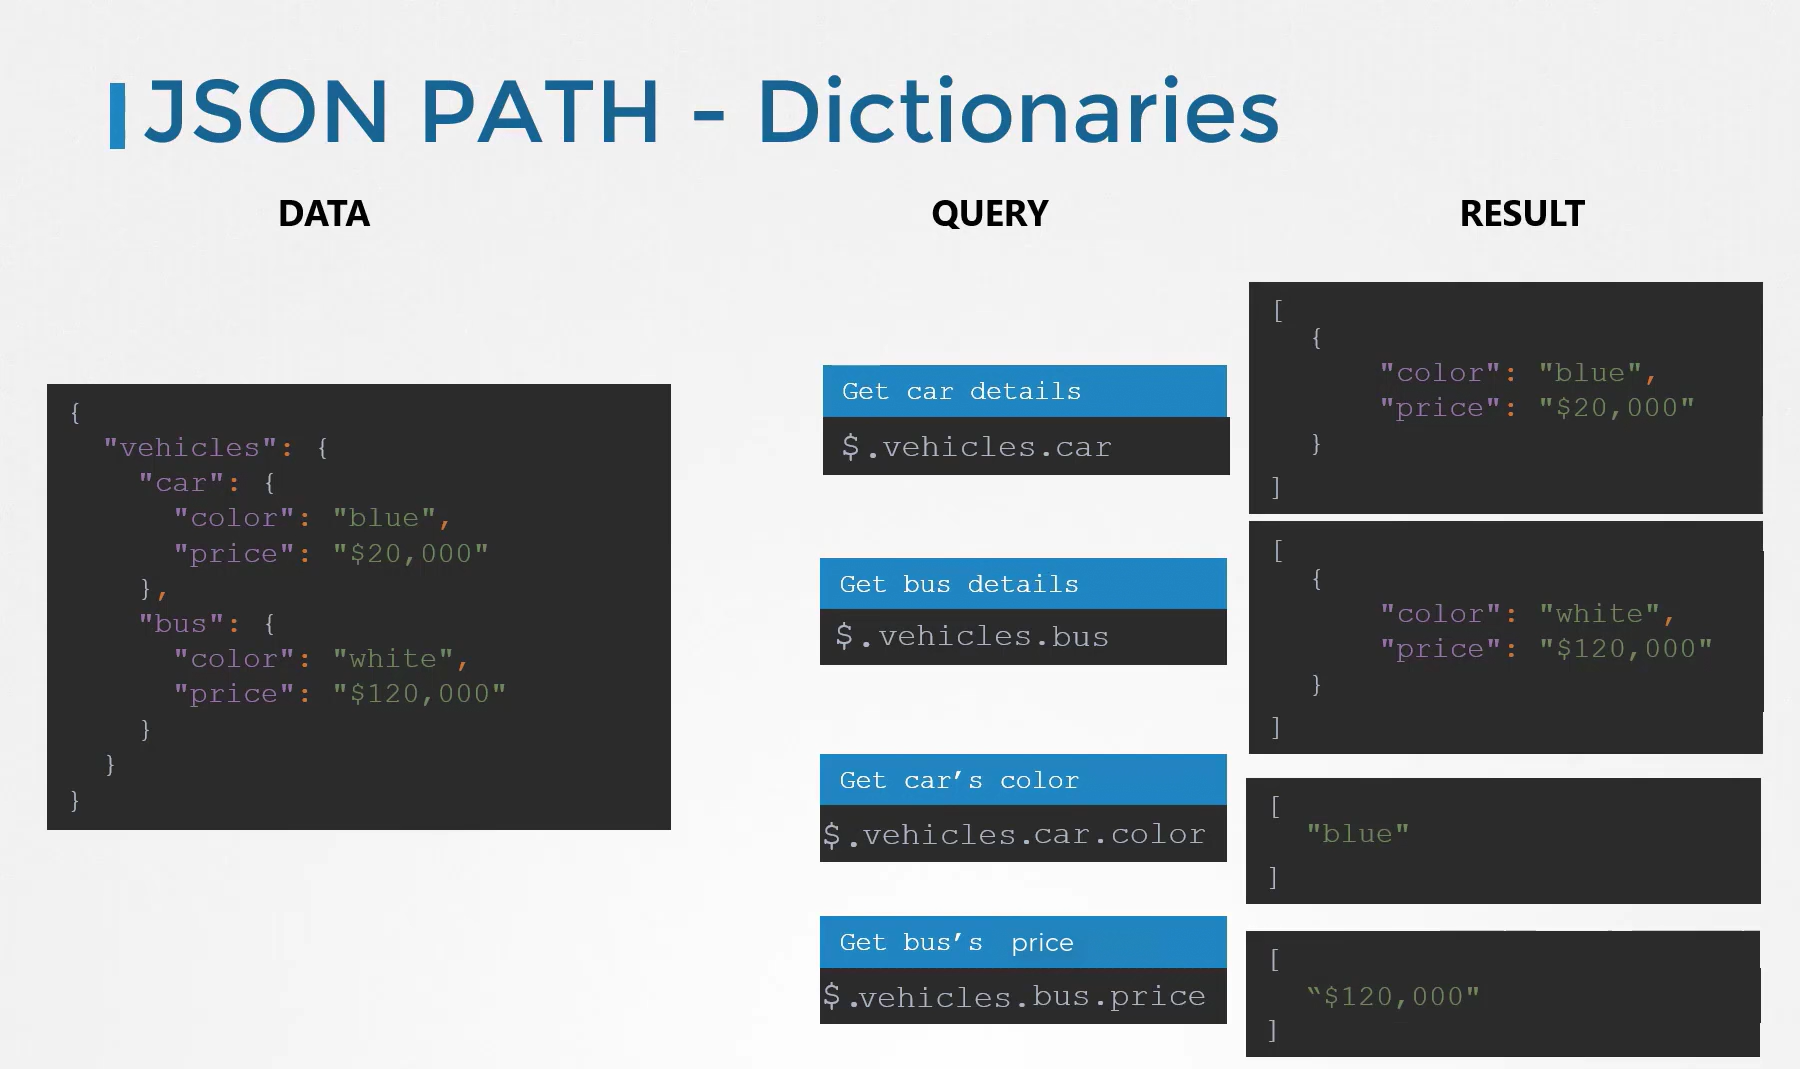 JSON PATH - Dictionaries
DATA
{
"vehicles": {
"car": {
"color": "blue",
"price": "$20,000"
},
"bus": {
"color": "white",
"price": "$120,000"
}
}
}
QUERY
Get car details
$.vehicles.car
Get bus details
$.vehicles.bus
Get car’s color
$.vehicles.car.color
Get bus’s price
$.vehicles.bus.price
RESULT
[
{
"color": "blue",
"price": "$20,000"
}
]
[
{
"color": "white",
"price": "$120,000"
}
]
[
"blue"
]
[
“$120,000"
]